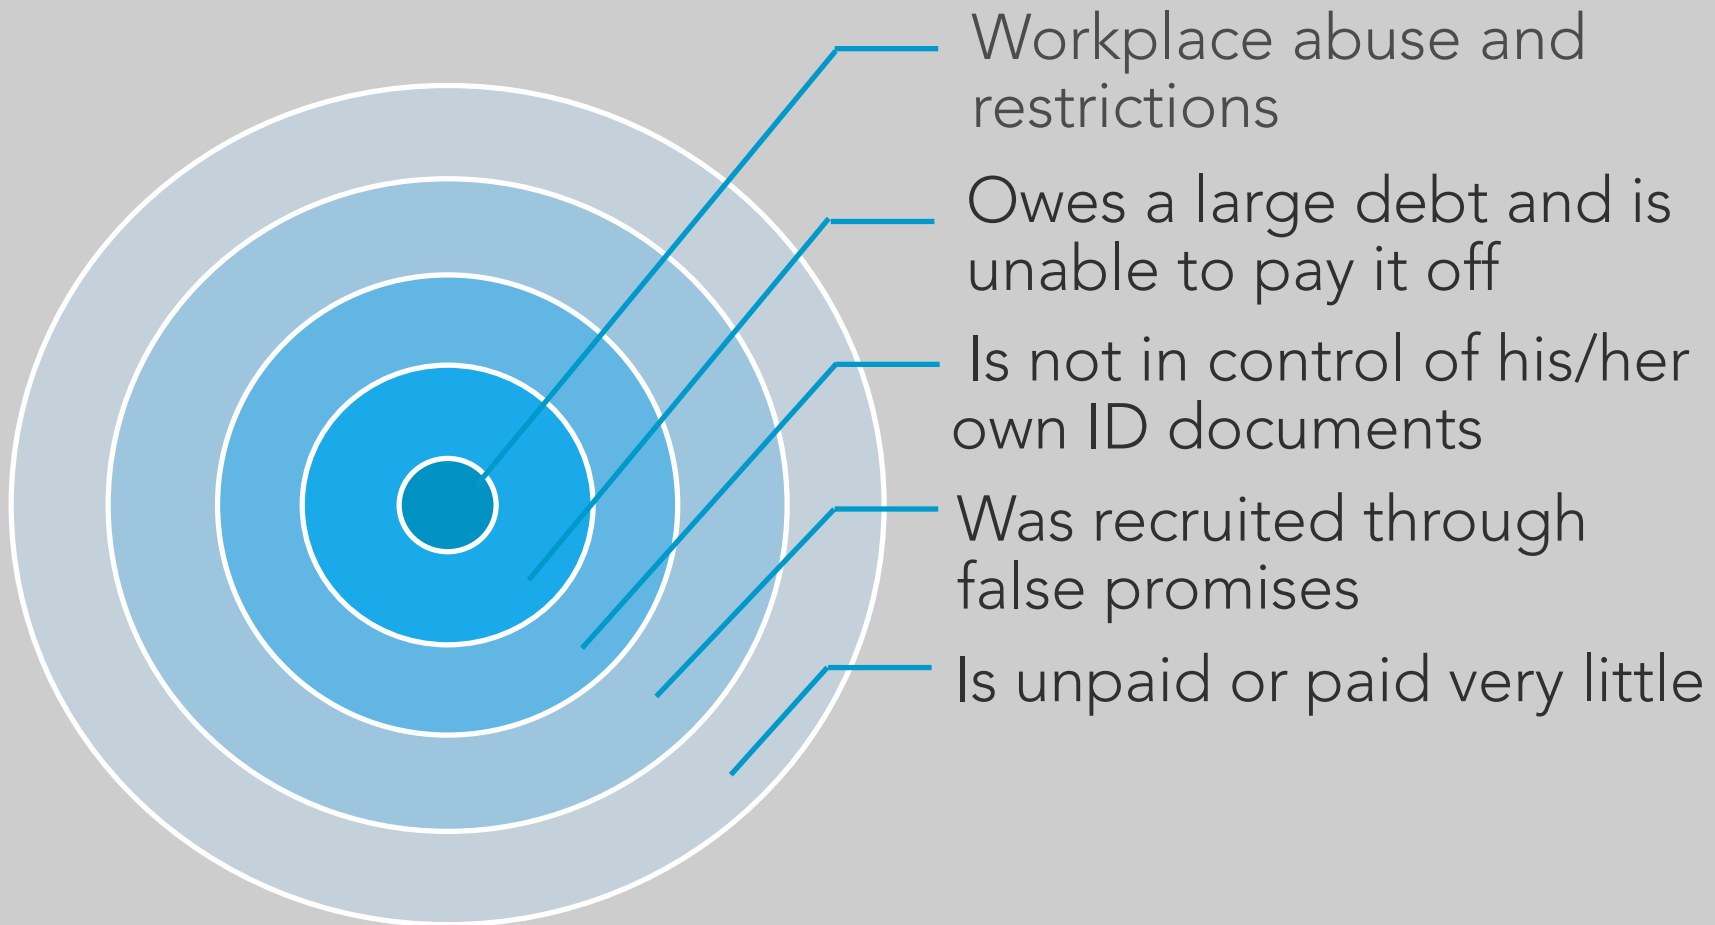 Workplace abuse and
restrictions
Owes a large debt and is
unable to pay it off
Is not in control of his/her
own ID documents
Was recruited through
false promises
Is unpaid or paid very little